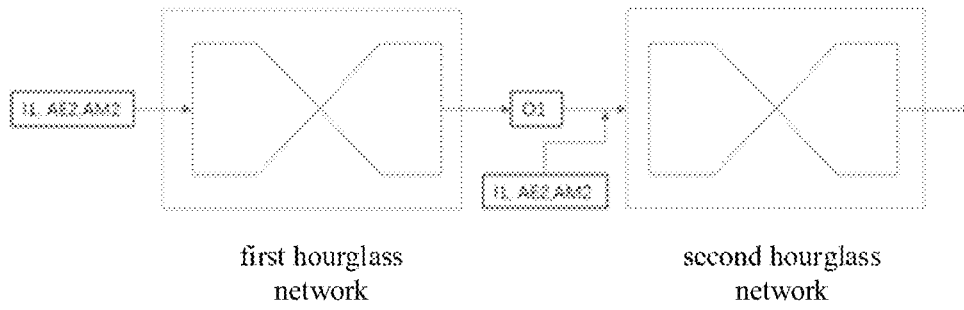 I1, AE2,AM2
O1
I1, AE2,AM2
first hourglass
network
second hourglass
network